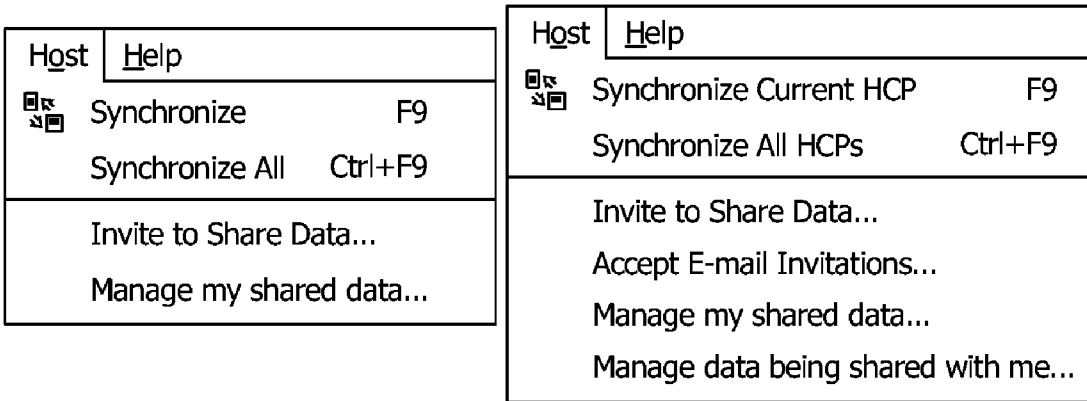 Host Help
Synchronize F9
Synchronize All Ctrl+F9
Invite to Share Data...
Manage my shared data...
Host Help
Synchronize Current HCP F9
Synchronize All HCPs Ctrl+F9
Invite to Share Data...
Accept E-mail Invitations...
Manage my shared data...
Manage data being shared with me...